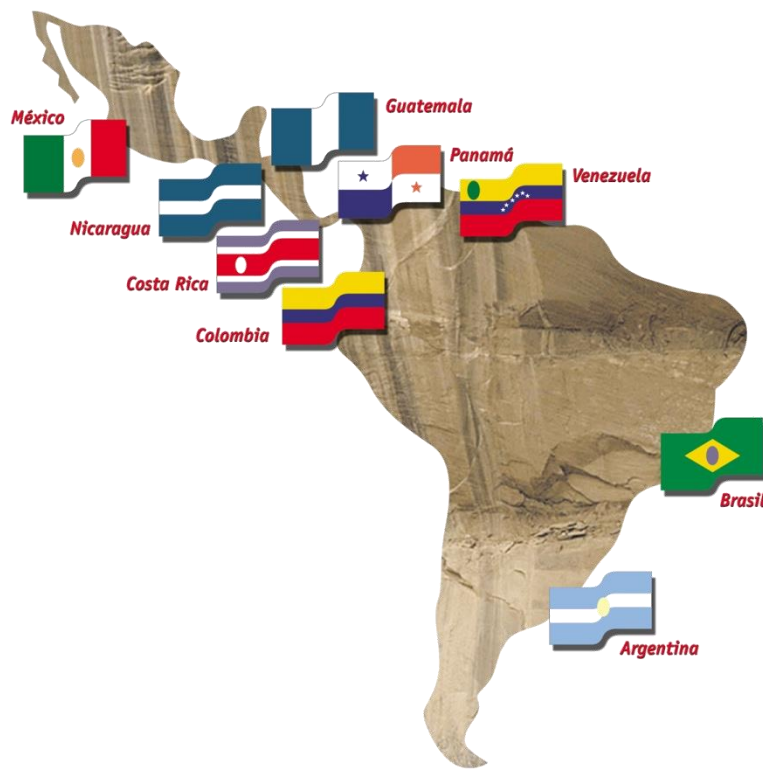 Guatemala
México
Panamá
Venezuela
Nicaragua
Costa Rica
Colombia
Brasil
Argentina